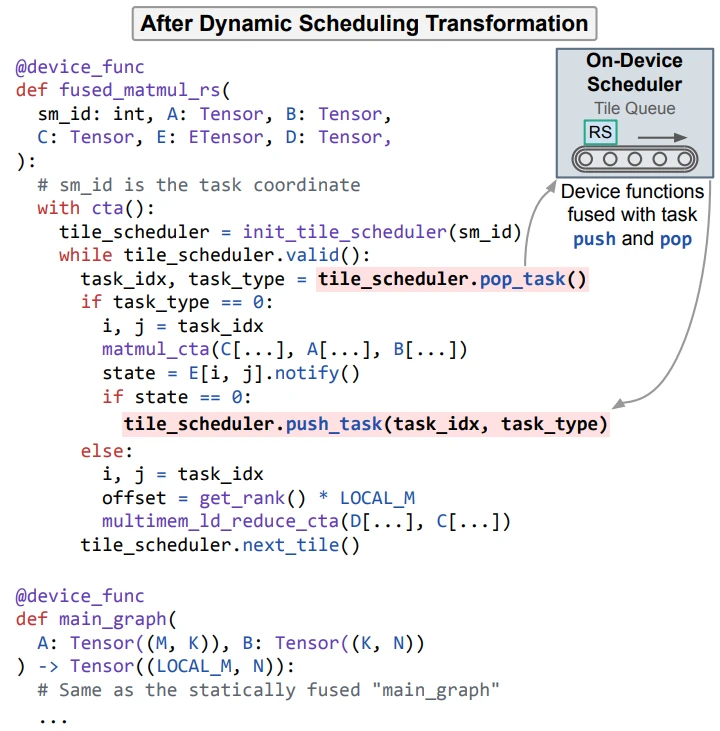 After Dynamic Scheduling Transformation
@device_func
def fused_matmul_rs(
sm_id: int, A: Tensor, B: Tensor,
C: Tensor, E: ETensor, D: Tensor,
):
# sm_id is the task coordinate
with cta():
tile_scheduler = init_tile_scheduler(sm_id)
while tile_scheduler.valid():
task_idx, task_type = tile_scheduler.pop_task()
if task_type == 0:
i, j = task_idx
matmul_cta(C[...], A[...], B[...])
state = E[i, j].notify()
if state == 0:
tile_scheduler.push_task(task_idx, task_type)
else:
i, j = task_idx
offset = get_rank() * LOCAL_M
multimem_ld_reduce_cta(D[...], C[...])
tile_scheduler.next_tile()
@device_func
def main_graph(
A: Tensor((M, K)), B: Tensor((K, N))
) -> Tensor((LOCAL_M, N)):
# Same as the statically fused "main_graph"
...
On-Device
Scheduler
Tile Queue
RS
Device functions
fused with task
push and pop